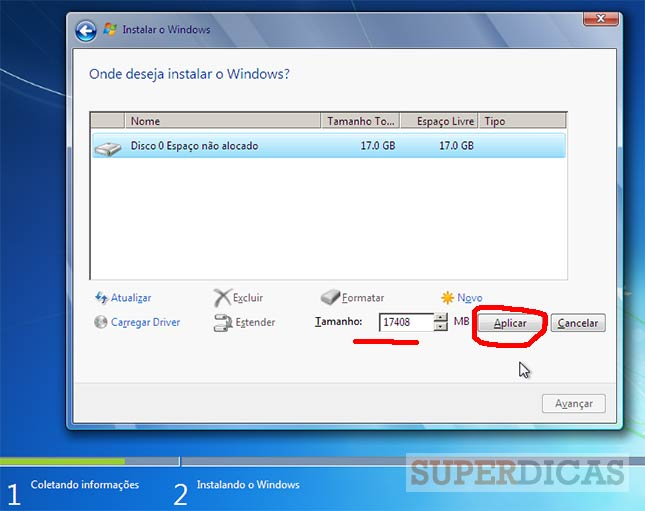 Instalar o Windows
Onde deseja instalar o Windows?
Nome Tamanho To... Espaço Livre Tipo
Disco 0 Espaço não alocado 17.0 GB 17.0 GB
Atualizar Excluir Formatar Novo
Carregar Driver Estender Tamanho: 17408 MB Aplicar Cancelar
Avançar
SUPERDICAS
1 Coletando informações 2 Instalando o Windows